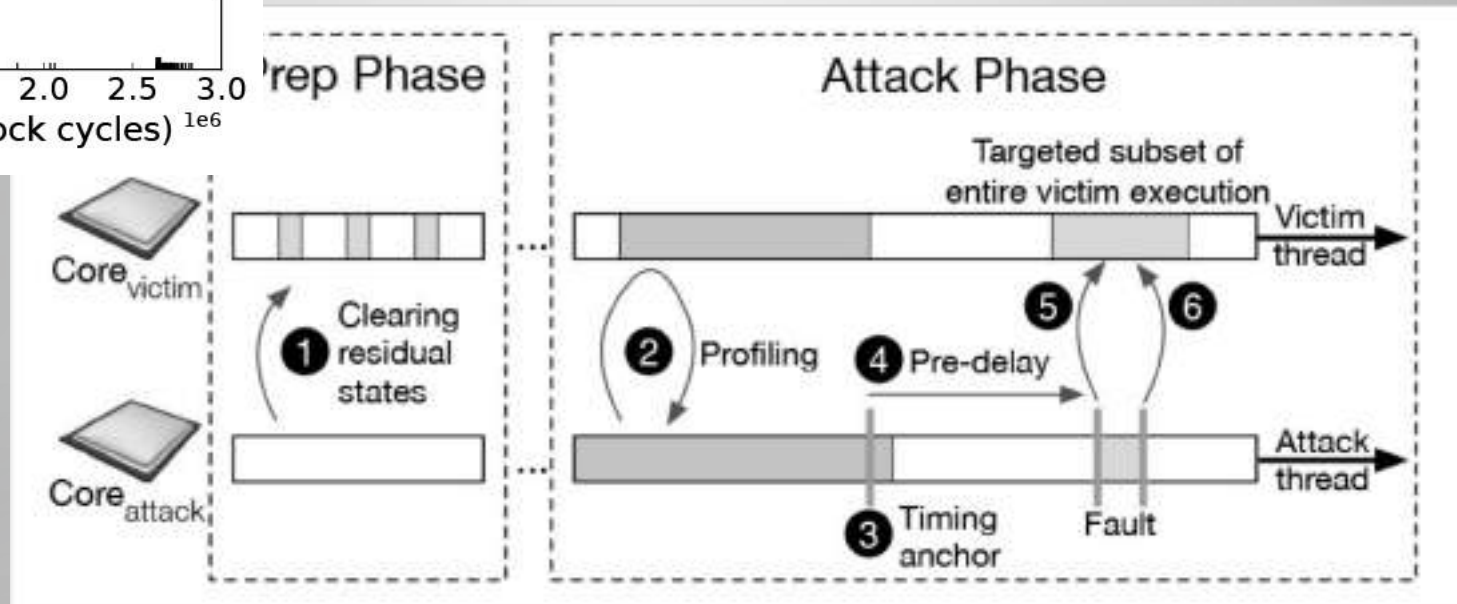 2.0 2.5 3.0
1e6
cycles)
Phase
Attack Phase
Targeted subset of
entire victim execution
Victim
thread
...
...
Core victim
1
Clearing
residual
states
2
Profiling
4
Pre-delay
5
6
Core attack
...
...
Attack
thread
3
Timing
anchor
Fault